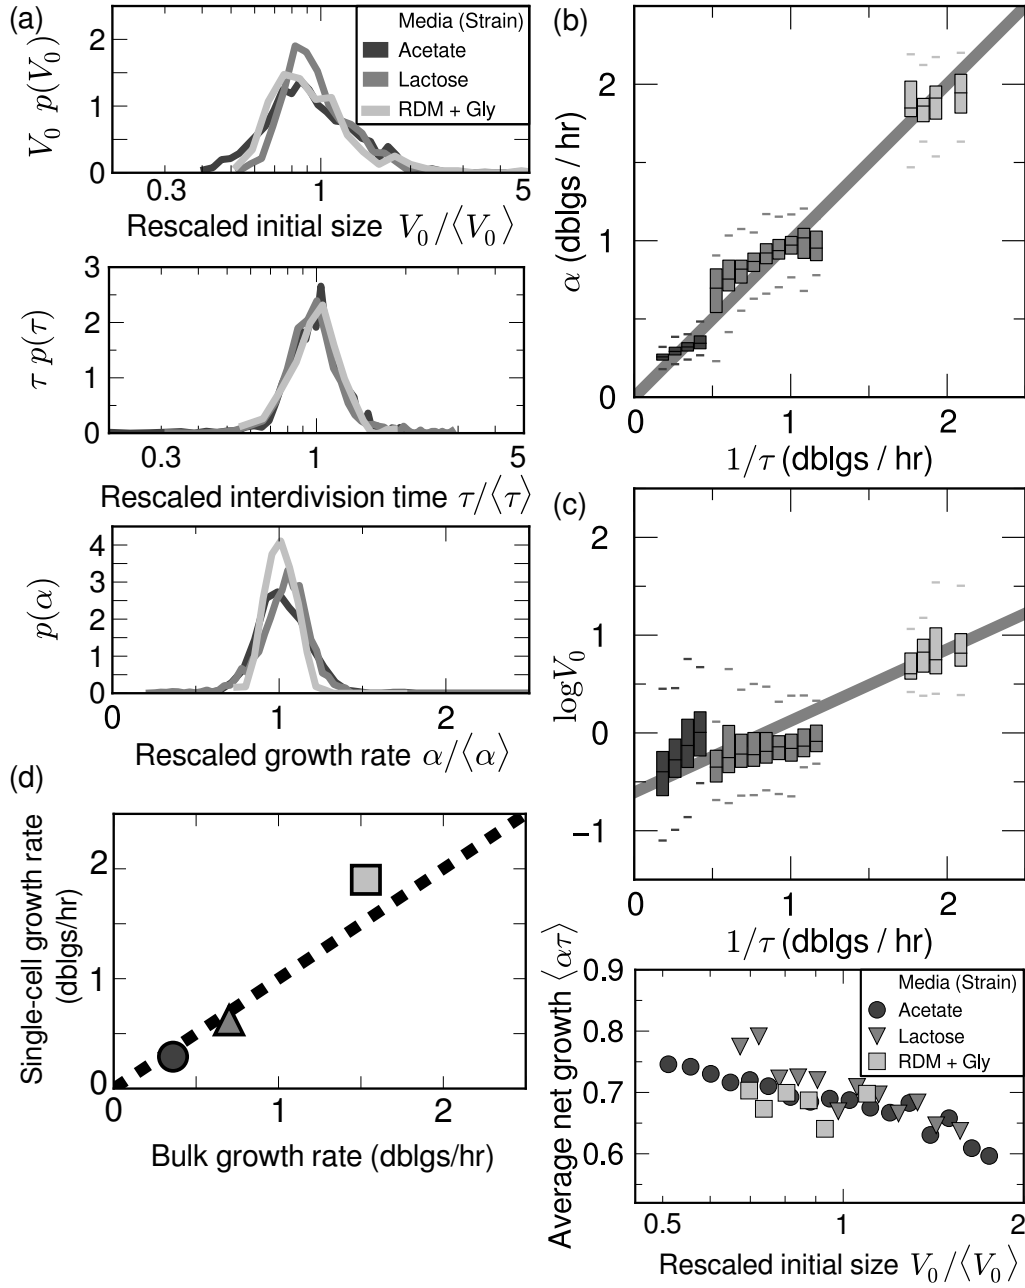 (a)
V₀ p(V₀)
2
1
0
Media (Strain)
Acetate
Lactose
RDM + Gly
0.3
1
5
Rescaled initial size V₀/⟨V₀⟩
τ p(τ)
3
2
1
0
0.3
1
5
Rescaled interdivision time τ/⟨τ⟩
p(α)
4
3
2
1
0
0
1
2
Rescaled growth rate α/⟨α⟩
(b)
α (dblgs / hr)
2
1
0
0
1
2
1/τ (dblgs / hr)
(c)
logV₀
2
1
0
−1
0
1
2
1/τ (dblgs / hr)
(d)
Single-cell growth rate
(dblgs/hr)
2
1
0
0
1
2
Bulk growth rate (dblgs/hr)
Average net growth ⟨ατ⟩
0.9
0.8
0.7
0.6
Media (Strain)
Acetate
Lactose
RDM + Gly
0.5
1
2
Rescaled initial size V₀/⟨V₀⟩